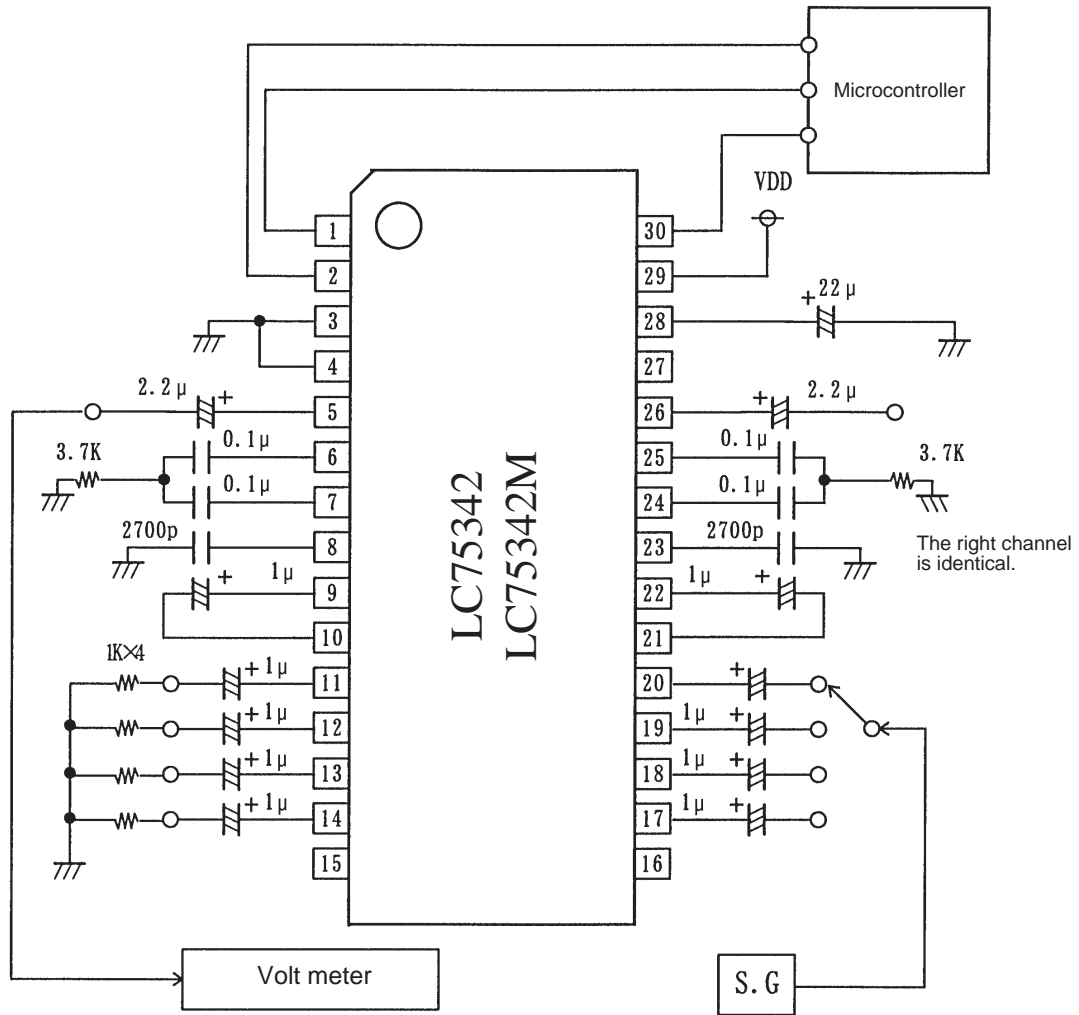 Microcontroller
VDD
1
30
2
29
3
+ 22μ
28
4
27
2.2μ +
5
26
+ 2.2μ
3.7K
0.1μ
6
25
0.1μ
3.7K
0.1μ
7
24
0.1μ
2700p
8
23
2700p
The right channel
is identical.
+ 1μ
9
22
1μ +
10
21
LC75342
LC75342M
1K×4
+1μ
11
20
+
+1μ
12
19
1μ +
+1μ
13
18
1μ +
+1μ
14
17
1μ +
15
16
Volt meter
S.G